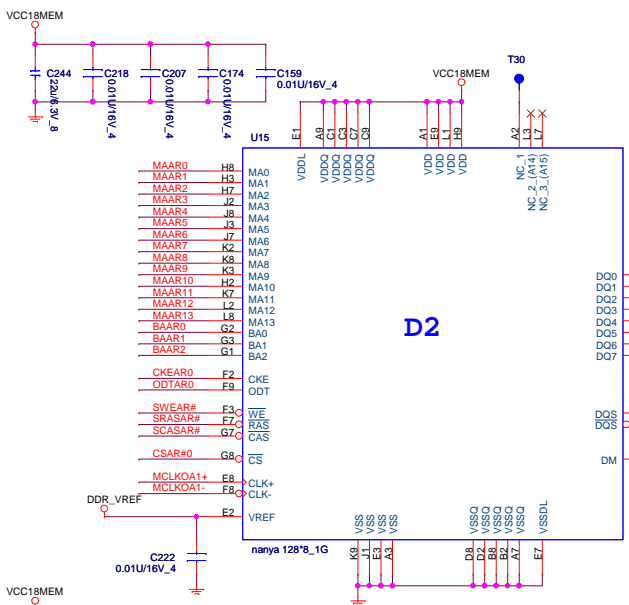 VCC18MEM
C244
22u/6.3V_8
C218
0.01U/16V_4
C207
0.01U/16V_4
C174
0.01U/16V_4
C159
0.01U/16V_4
VCC18MEM
T30
U15
E1
A9
C1
C3
C7
C9
A1
E9
L1
H9
A2
L3
L7
VDDL
VDDQ
VDDQ
VDDQ
VDDQ
VDDQ
VDD
VDD
VDD
VDD
NC_1
NC_2_(A14)
NC_3_(A15)
MAAR0 H8 MA0
MAAR1 H3 MA1
MAAR2 H7 MA2
MAAR3 J2 MA3
MAAR4 J8 MA4
MAAR5 J3 MA5
MAAR6 J7 MA6
MAAR7 K2 MA7
MAAR8 K8 MA8
MAAR9 K3 MA9
MAAR10 H2 MA10
MAAR11 K7 MA11
MAAR12 L2 MA12
MAAR13 L8 MA13
BAAR0 G2 BA0
BAAR1 G3 BA1
BAAR2 G1 BA2
CKEAR0 F2 CKE
ODTAR0 F9 ODT
SWEAR# F3 WE
SRASAR# F7 RAS
SCASAR# G7 CAS
CSAR#0 G8 CS
MCLKOA1+ E8 CLK+
MCLKOA1- F8 CLK-
DDR_VREF
E2 VREF
D2
DQ0
DQ1
DQ2
DQ3
DQ4
DQ5
DQ6
DQ7
DQS
DQS
DM
VSS
VSS
VSS
VSS
VSSQ
VSSQ
VSSQ
VSSQ
VSSQ
VSSDL
K9
J1
E3
A3
D8
D2
B8
B2
A7
E7
nanya 128*8_1G
C222
0.01U/16V_4
VCC18MEM